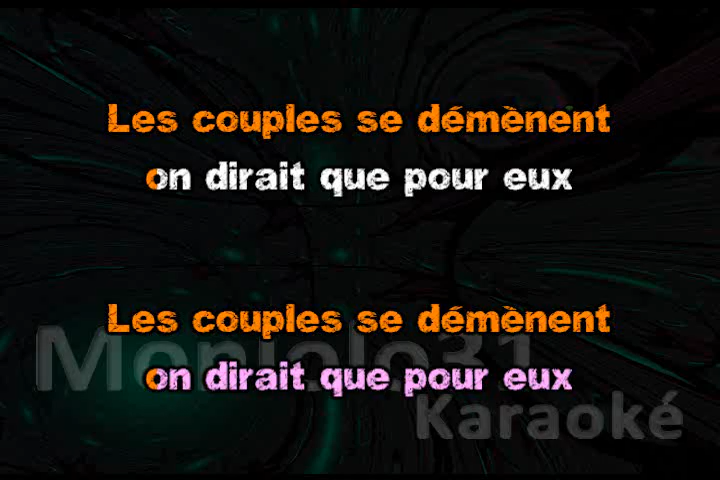 Les couples se démènent
on dirait que pour eux
Les couples se démènent
Monlolo31
on dirait que pour eux
Karaoké